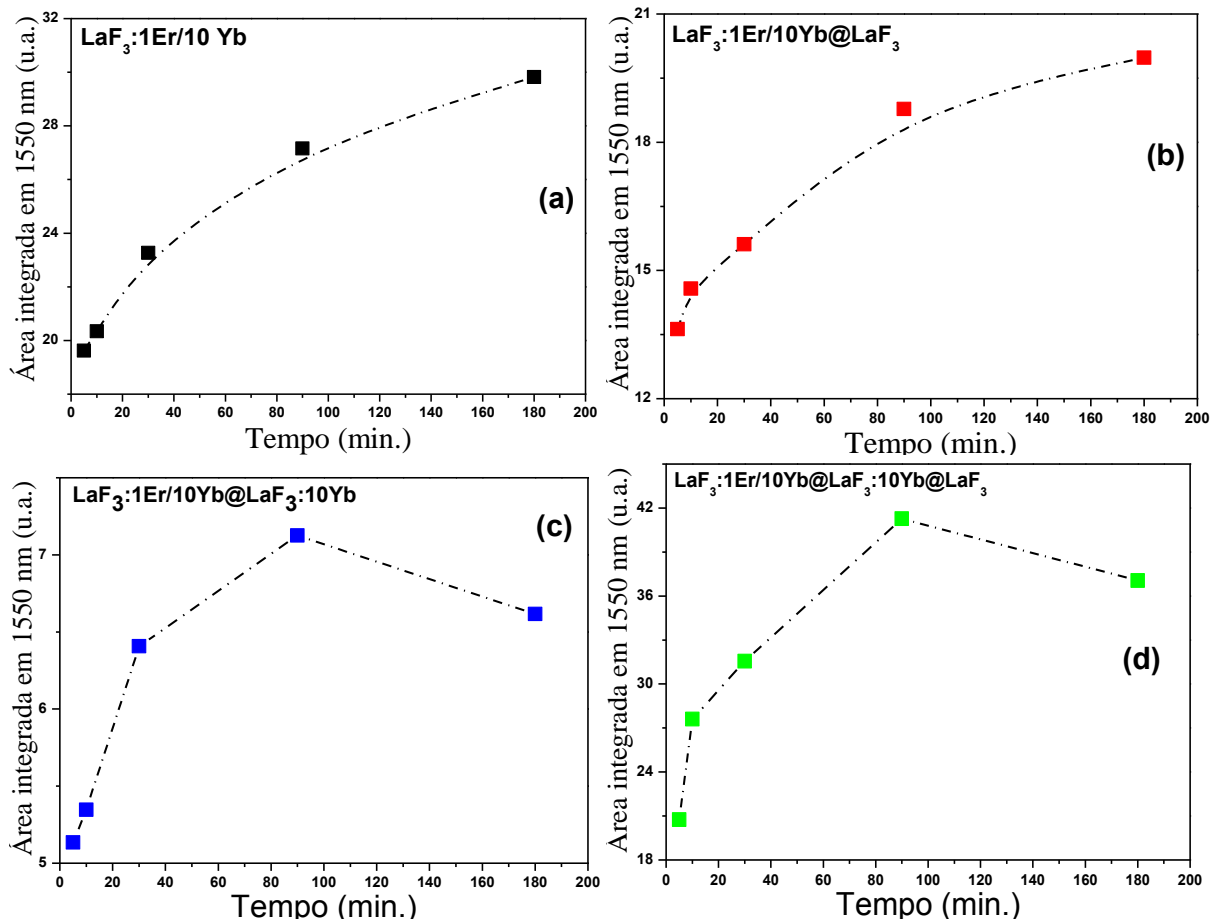 LaF₃:1Er/10 Yb
(a)
Área integrada em 1550 nm (u.a.)
32
28
24
20
0 20 40 60 80 100 120 140 160 180 200
Tempo (min.)
LaF₃:1Er/10Yb@LaF₃
(b)
Área integrada em 1550 nm (u.a.)
21
18
15
12
0 20 40 60 80 100 120 140 160 180 200
Tempo (min.)
LaF₃:1Er/10Yb@LaF₃:10Yb
(c)
Área integrada em 1550 nm (u.a.)
7
6
5
0 20 40 60 80 100 120 140 160 180 200
Tempo (min.)
LaF₃:1Er/10Yb@LaF₃:10Yb@LaF₃
(d)
Área integrada em 1550 nm (u.a.)
42
36
30
24
18
0 20 40 60 80 100 120 140 160 180 200
Tempo (min.)